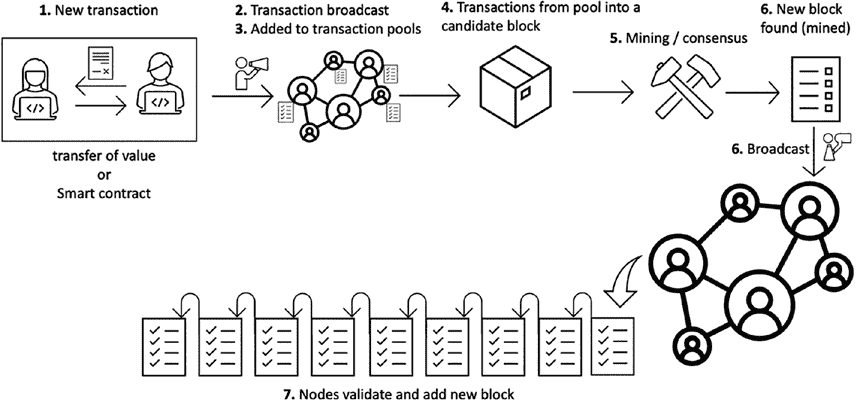 1. New transaction
2. Transaction broadcast
3. Added to transaction pools
4. Transactions from pool into a
candidate block
5. Mining / consensus
6. New block
found (mined)
</>
</>
transfer of value
or
Smart contract
6. Broadcast
7. Nodes validate and add new block